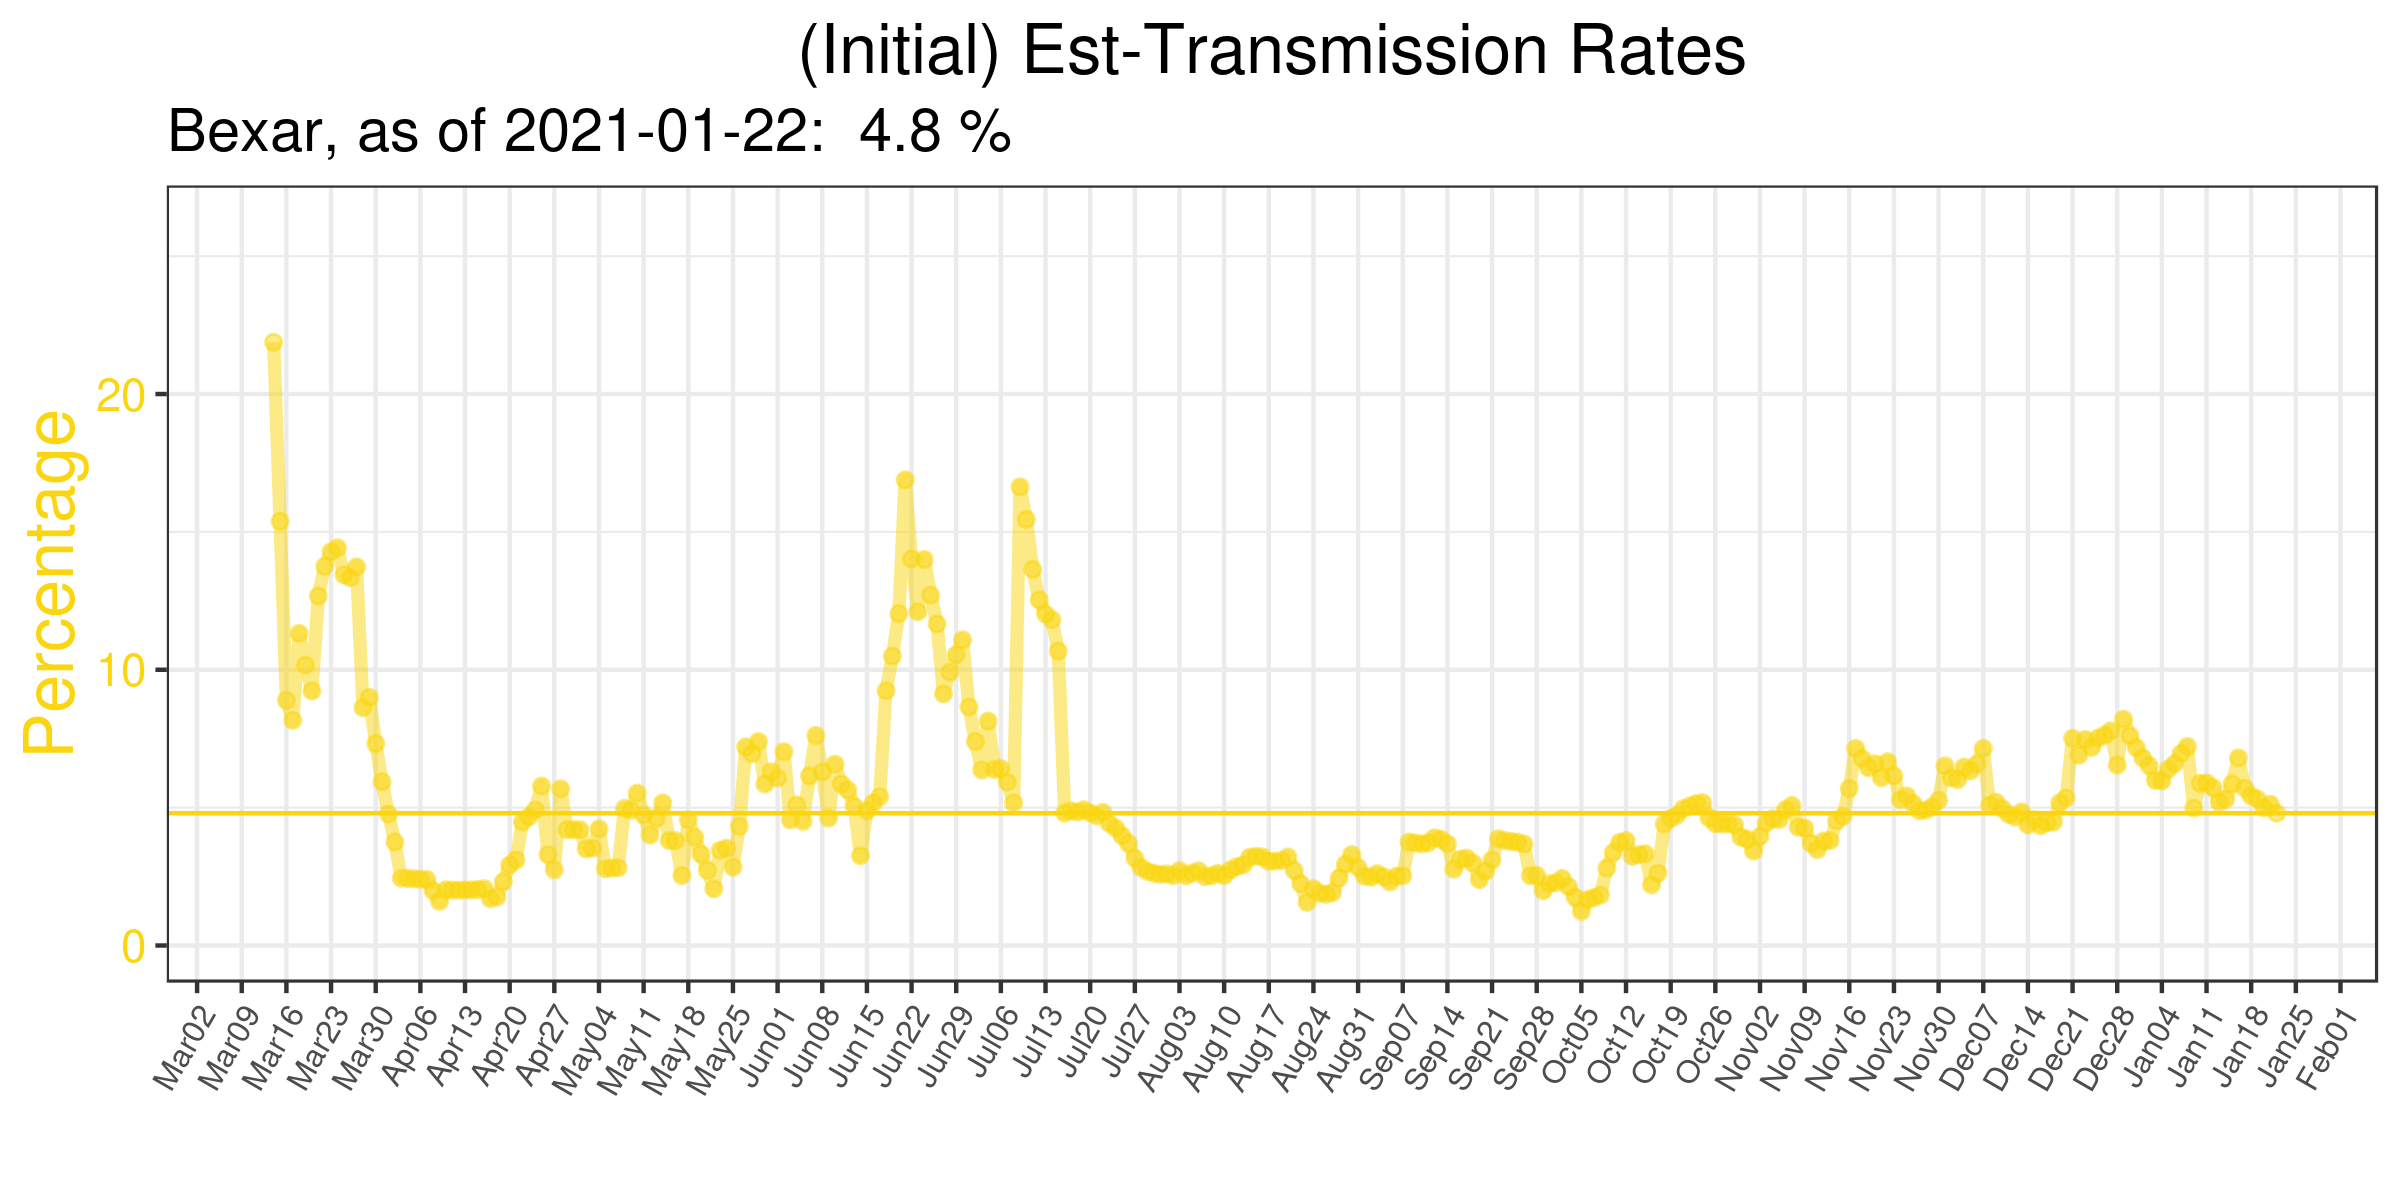 (Initial) Est-Transmission Rates
Bexar, as of 2021-01-22:  4.8 %
Percentage
20
10
0
Mar02
Mar09
Mar16
Mar23
Mar30
Apr06
Apr13
Apr20
Apr27
May04
May11
May18
May25
Jun01
Jun08
Jun15
Jun22
Jun29
Jul06
Jul13
Jul20
Jul27
Aug03
Aug10
Aug17
Aug24
Aug31
Sep07
Sep14
Sep21
Sep28
Oct05
Oct12
Oct19
Oct26
Nov02
Nov09
Nov16
Nov23
Nov30
Dec07
Dec14
Dec21
Dec28
Jan04
Jan11
Jan18
Jan25
Feb01